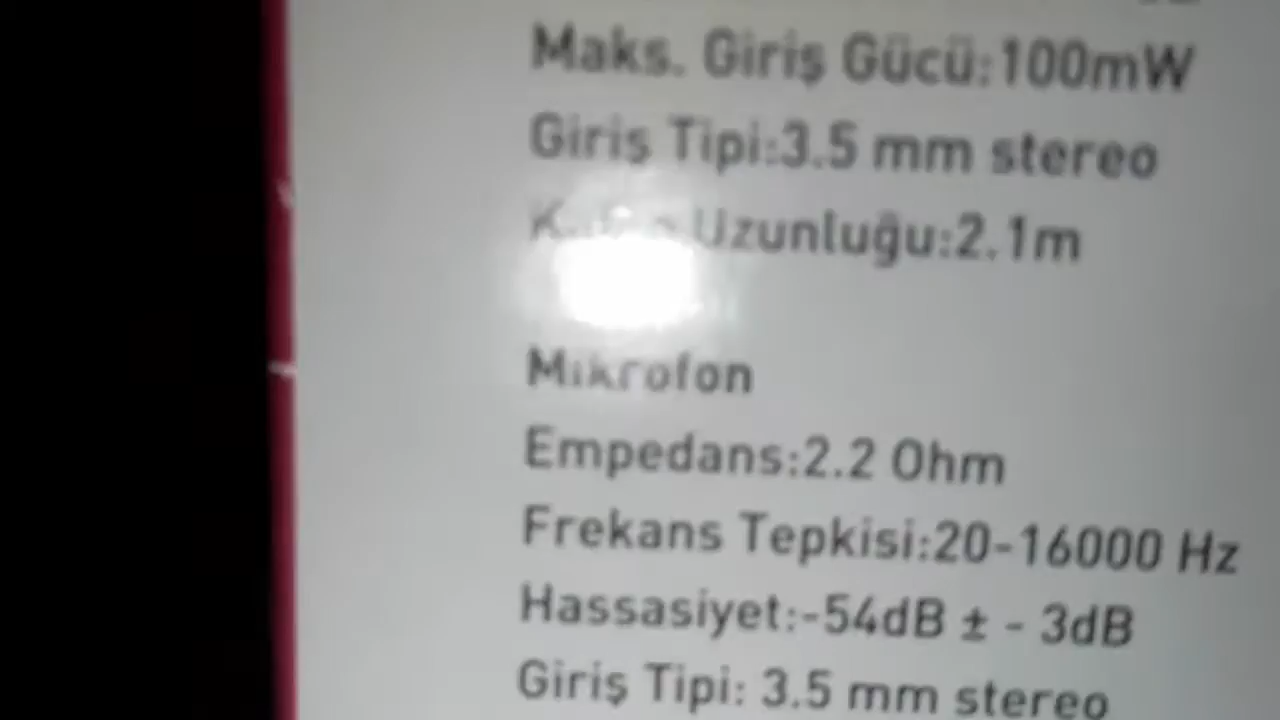 Maks. Giriş Gücü:100mW
Giriş Tipi:3.5 mm stereo
Uzunluğu:2.1m
Mikrofon
Empedans:2.2 Ohm
Frekans Tepkisi:20-16000 Hz
Hassasiyet:-54dB ± - 3dB
Giriş Tipi: 3.5 mm stereo